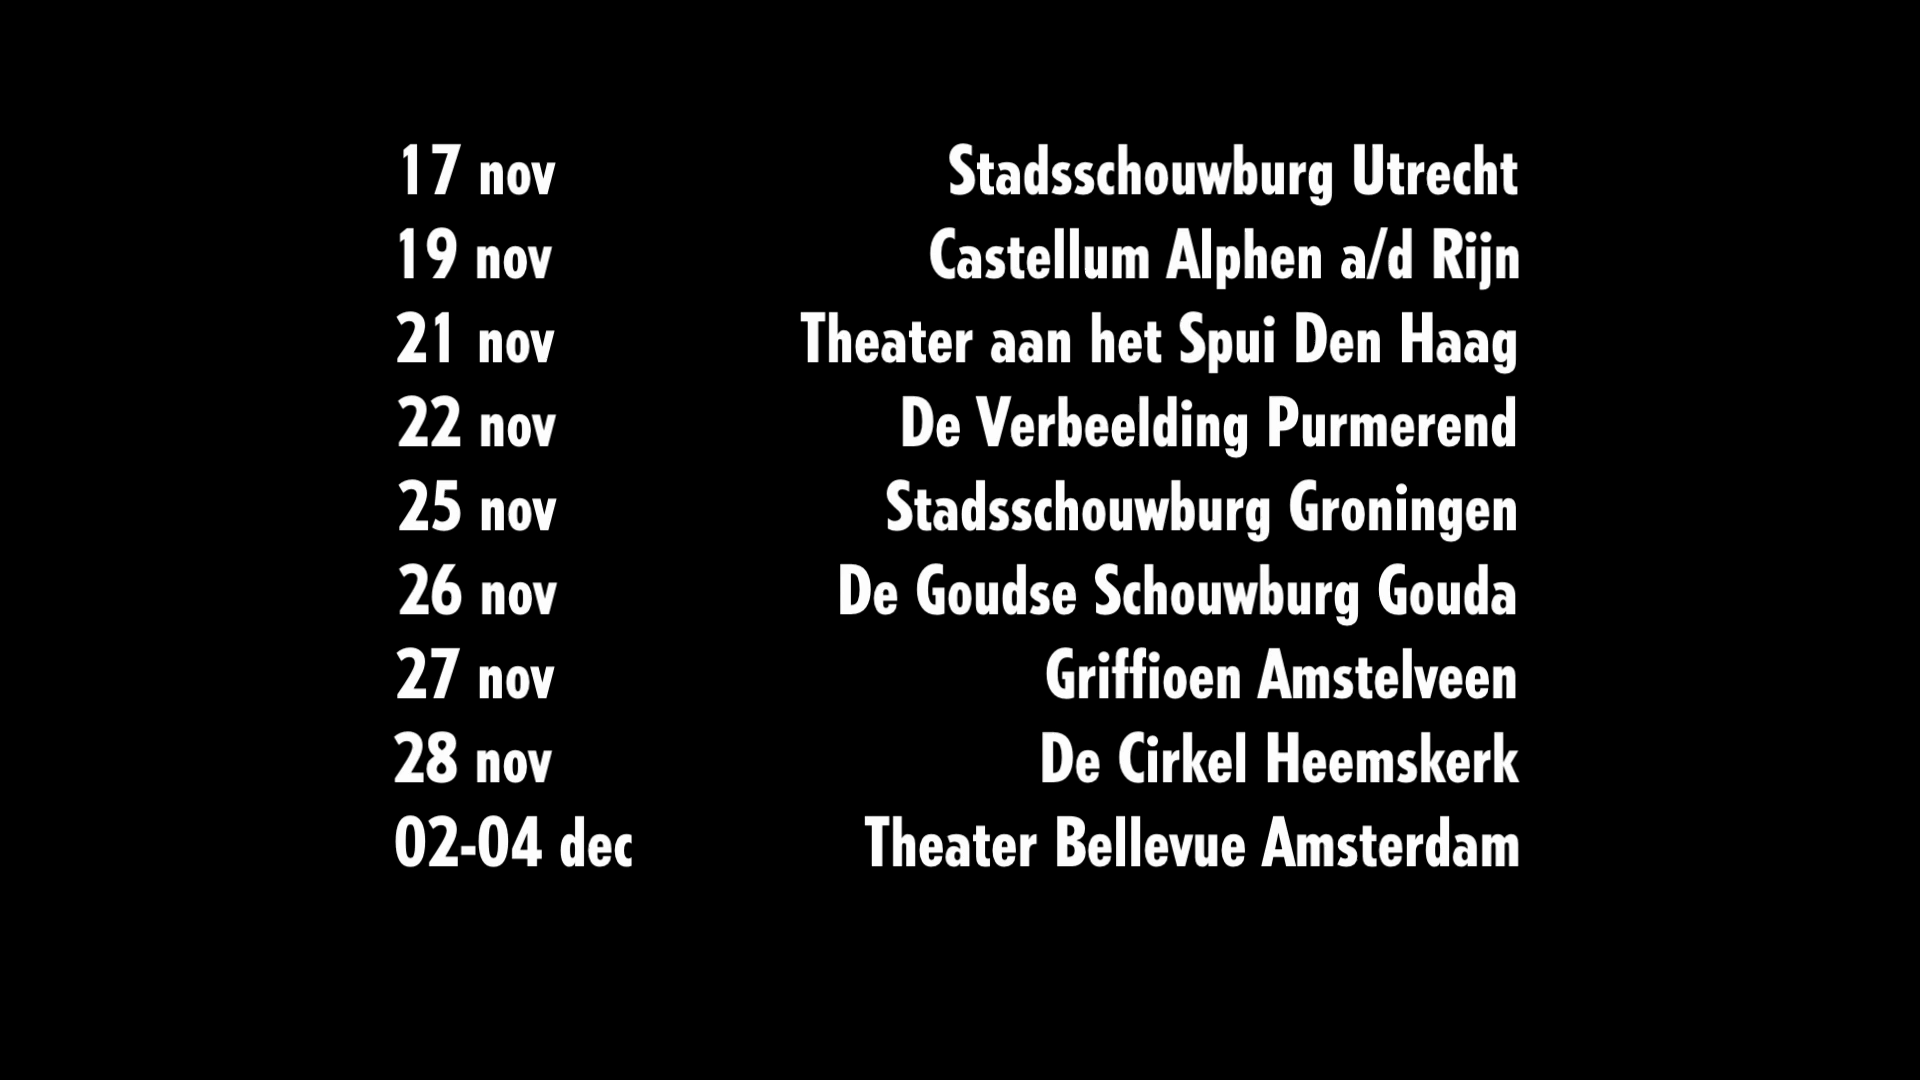 17 nov Stadsschouwburg Utrecht
19 nov Castellum Alphen a/d Rijn
21 nov Theater aan het Spui Den Haag
22 nov De Verbeelding Purmerend
25 nov Stadsschouwburg Groningen
26 nov De Goudse Schouwburg Gouda
27 nov Griffioen Amstelveen
28 nov De Cirkel Heemskerk
02-04 dec Theater Bellevue Amsterdam